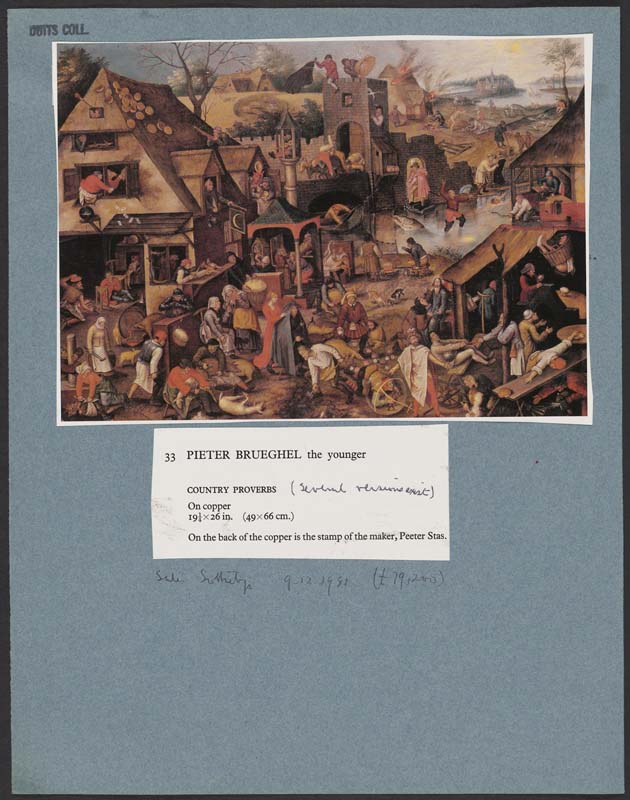 DUITS COLL.
33 PIETER BRUEGHEL the younger
COUNTRY PROVERBS (several versions exist)
On copper
19¼×26 in. (49×66 cm.)
On the back of the copper is the stamp of the maker, Peeter Stas.
Sale Sotheby 9.12.1981 (£ 79,200)